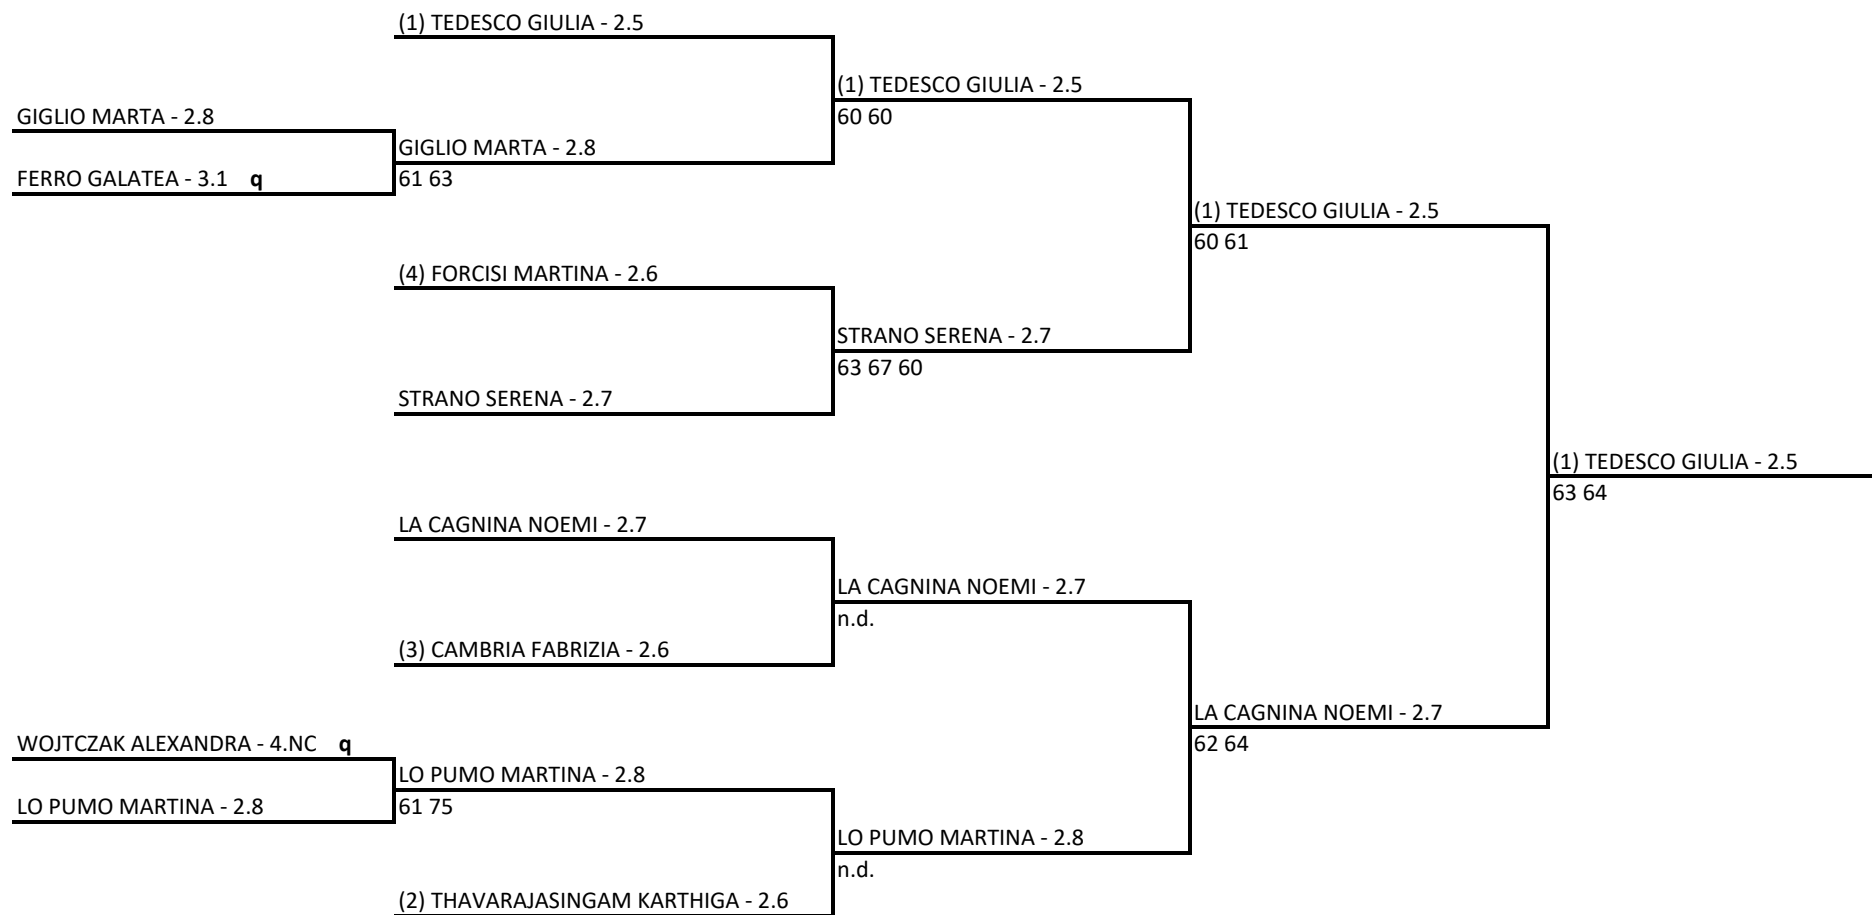 (1) TEDESCO GIULIA - 2.5
(1) TEDESCO GIULIA - 2.5
GIGLIO MARTA - 2.8
60 60
GIGLIO MARTA - 2.8
FERRO GALATEA - 3.1 q
61 63
(1) TEDESCO GIULIA - 2.5
60 61
(4) FORCISI MARTINA - 2.6
STRANO SERENA - 2.7
63 67 60
STRANO SERENA - 2.7
(1) TEDESCO GIULIA - 2.5
63 64
LA CAGNINA NOEMI - 2.7
LA CAGNINA NOEMI - 2.7
n.d.
(3) CAMBRIA FABRIZIA - 2.6
LA CAGNINA NOEMI - 2.7
WOJTCZAK ALEXANDRA - 4.NC q
62 64
LO PUMO MARTINA - 2.8
LO PUMO MARTINA - 2.8
61 75
LO PUMO MARTINA - 2.8
n.d.
(2) THAVARAJASINGAM KARTHIGA - 2.6